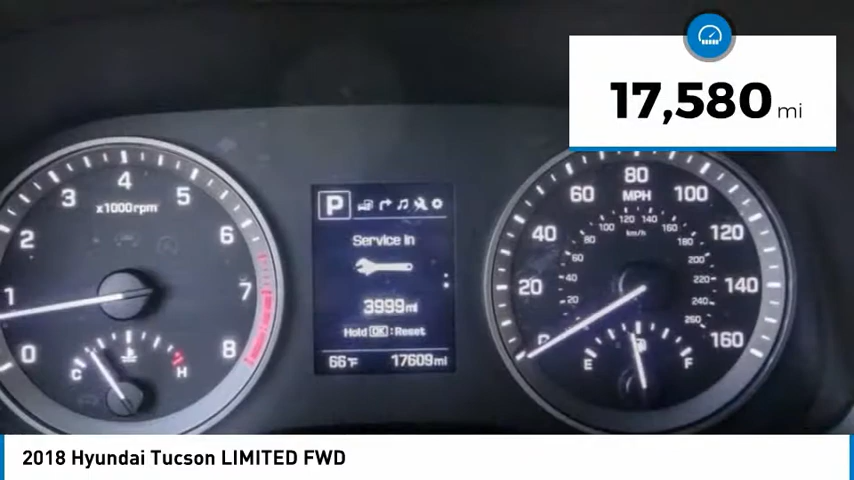 17,580 mi
4
3
5
x1000rpm
2
6
1
7
0
8
C
H
P
Service in
3999mi
Hold OK : Reset
66°F
17609mi
80
60
MPH
100
120
140
100
160
80
km/h
40
180
120
60
200
40
220
20
140
20
240
0
260
160
E
F
2018 Hyundai Tucson LIMITED FWD